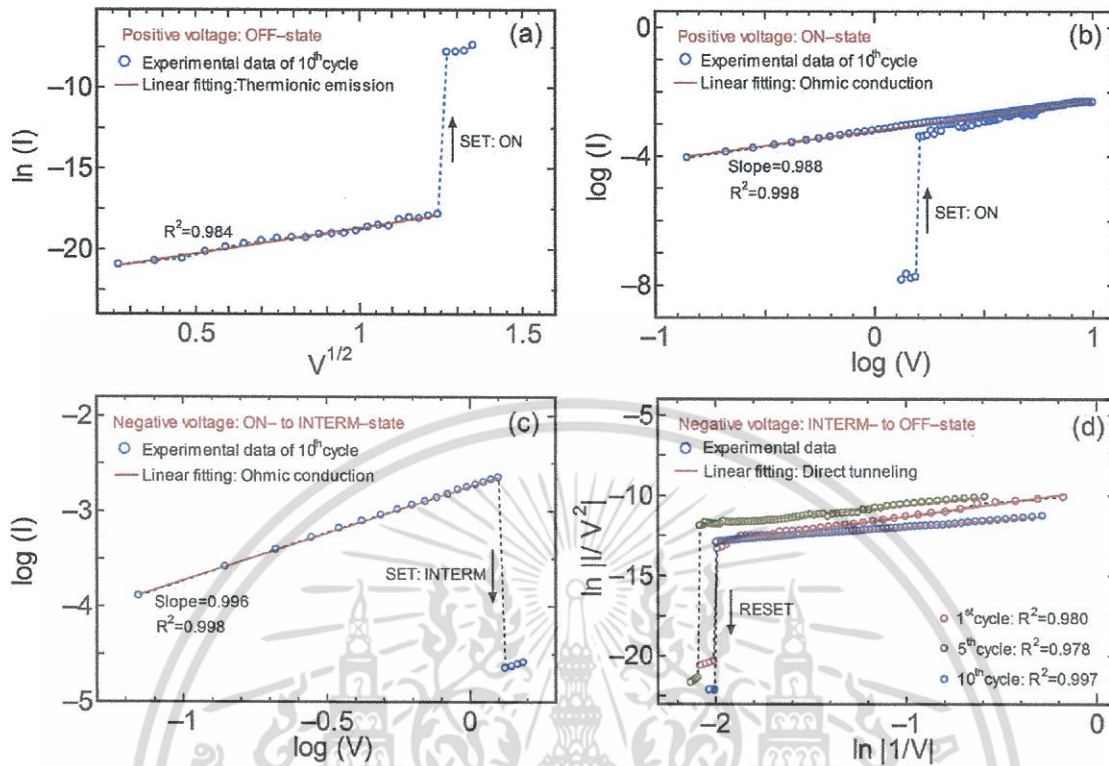 (a)
Positive voltage: OFF–state
Experimental data of 10th cycle
Linear fitting:Thermionic emission
SET: ON
R2=0.984
–10
–15
–20
ln (I)
0.5
1
1.5
V1/2
(b)
Positive voltage: ON–state
Experimental data of 10th cycle
Linear fitting: Ohmic conduction
Slope=0.988
R2=0.998
SET: ON
0
–4
–8
log (I)
–1
0
1
log (V)
(c)
Negative voltage: ON– to INTERM–state
Experimental data of 10th cycle
Linear fitting: Ohmic conduction
SET: INTERM
Slope=0.996
R2=0.998
–2
–3
–4
–5
log (I)
–1
–0.5
0
log (V)
(d)
Negative voltage: INTERM– to OFF–state
Experimental data
Linear fitting: Direct tunneling
RESET
1st cycle: R2=0.980
5th cycle: R2=0.978
10th cycle: R2=0.997
–5
–10
–15
–20
ln |I/V2|
–2
–1
0
ln |1/V|